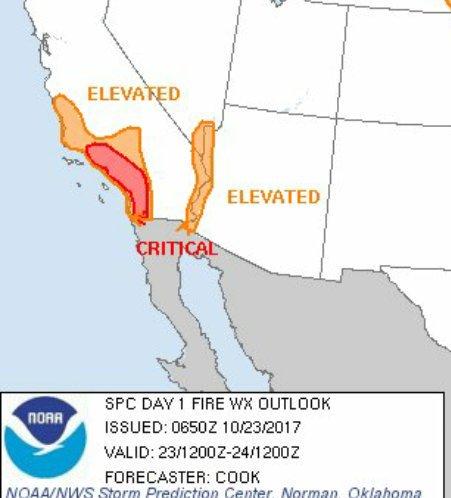 ELEVATED
ELEVATED
CRITICAL
NOAA
SPC DAY 1 FIRE WX OUTLOOK
ISSUED: 0650Z 10/23/2017
VALID: 23/1200Z-24/1200Z
FORECASTER: COOK
NOAA/NWS Storm Prediction Center, Norman, Oklahoma